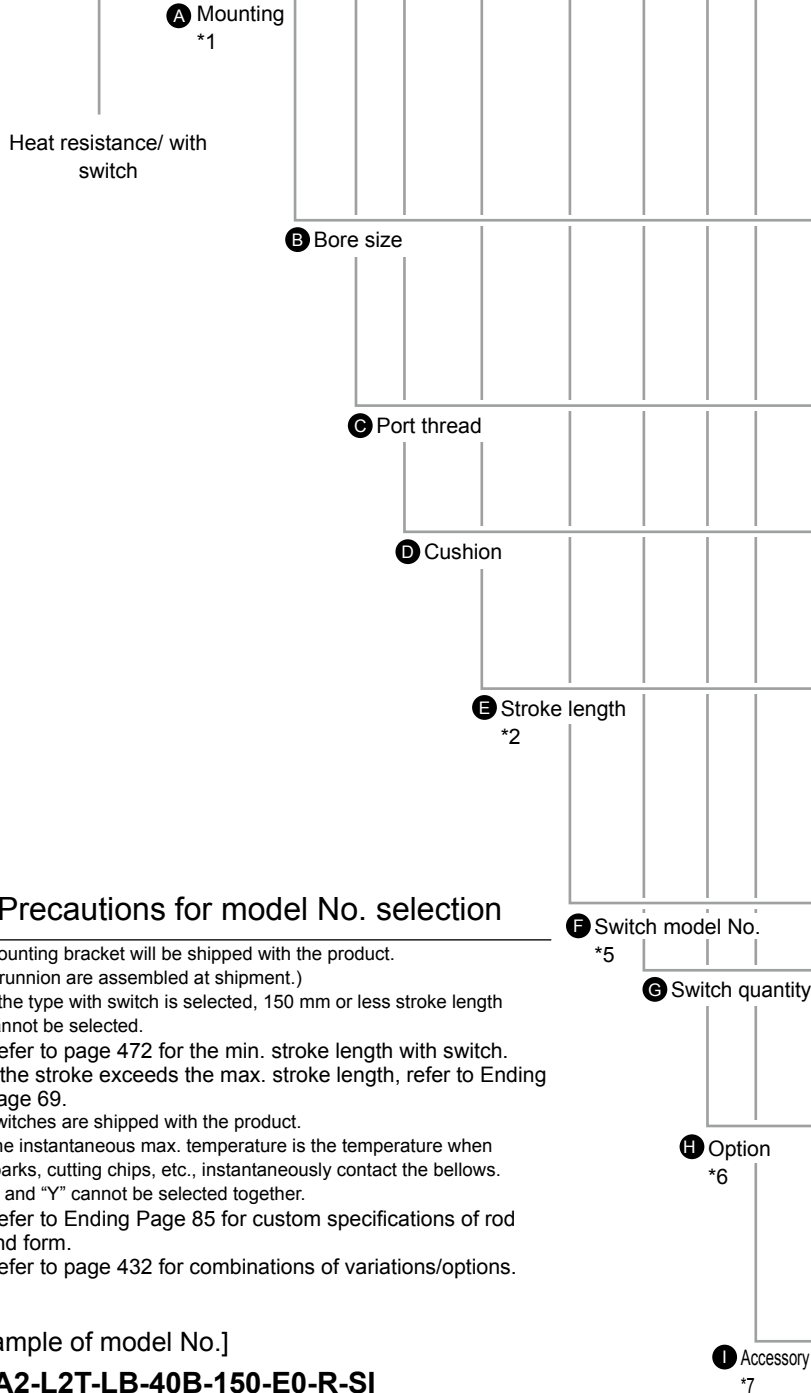 A Mounting
*1
Heat resistance/ with
switch
B Bore size
C Port thread
D Cushion
E Stroke length
*2
F Switch model No.
*5
G Switch quantity
H Option
*6
I Accessory
*7
Precautions for model No. selection
ounting bracket will be shipped with the product.
runnion are assembled at shipment.)
the type with switch is selected, 150 mm or less stroke length
annot be selected.
efer to page 472 for the min. stroke length with switch.
the stroke exceeds the max. stroke length, refer to Ending
age 69.
witches are shipped with the product.
he instantaneous max. temperature is the temperature when
parks, cutting chips, etc., instantaneously contact the bellows.
and “Y” cannot be selected together.
efer to Ending Page 85 for custom specifications of rod
nd form.
efer to page 432 for combinations of variations/options.
ample of model No.]
A2-L2T-LB-40B-150-E0-R-SI